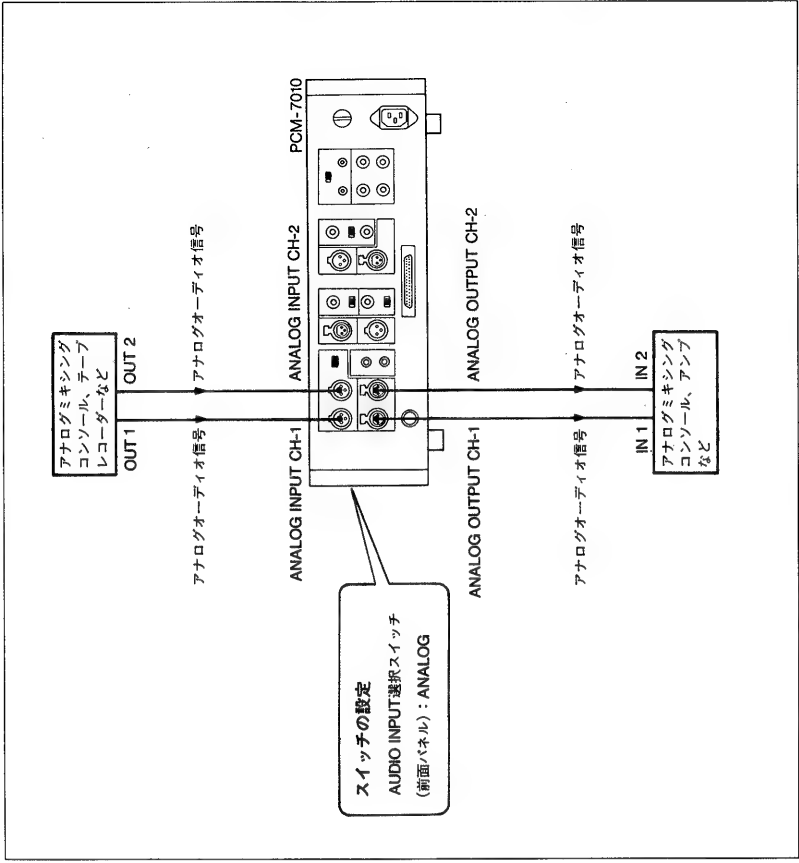 アナログミキシング
コンソール、テープ
レコーダーなど
OUT 1
OUT 2
アナログオーディオ信号
アナログオーディオ信号
ANALOG INPUT CH-1
ANALOG INPUT CH-2
PCM-7010
スイッチの設定
AUDIO INPUT選択スイッチ
(前面パネル)：ANALOG
ANALOG OUTPUT CH-1
ANALOG OUTPUT CH-2
アナログオーディオ信号
アナログオーディオ信号
IN 1
IN 2
アナログミキシング
コンソール、アンプ
など